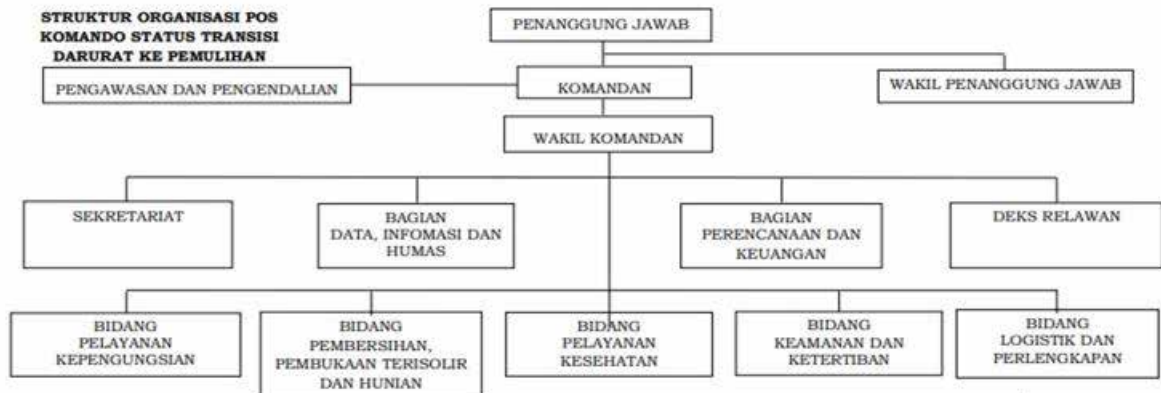 STRUKTUR ORGANISASI POS
KOMANDO STATUS TRANSISI
DARURAT KE PEMULIHAN
PENANGGUNG JAWAB
PENGAWASAN DAN PENGENDALIAN
KOMANDAN
WAKIL PENANGGUNG JAWAB
WAKIL KOMANDAN
SEKRETARIAT
BAGIAN
DATA, INFOMASI DAN
HUMAS
BAGIAN
PERENCANAAN DAN
KEUANGAN
DEKS RELAWAN
BIDANG
PELAYANAN
KEPENGUNGSIAN
BIDANG
PEMBERSIHAN,
PEMBUKAAN TERISOLIR
DAN HUNIAN
BIDANG
PELAYANAN
KESEHATAN
BIDANG
KEAMANAN DAN
KETERTIBAN
BIDANG
LOGISTIK DAN
PERLENGKAPAN